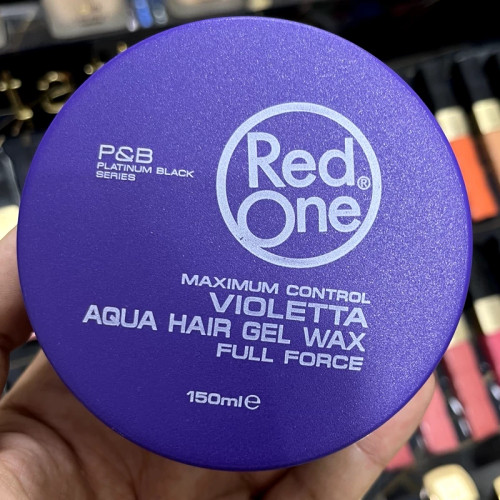 P&B
PLATINUM BLACK
SERIES
Red®
One
MAXIMUM CONTROL
VIOLETTA
AQUA HAIR GEL WAX
FULL FORCE
150ml℮